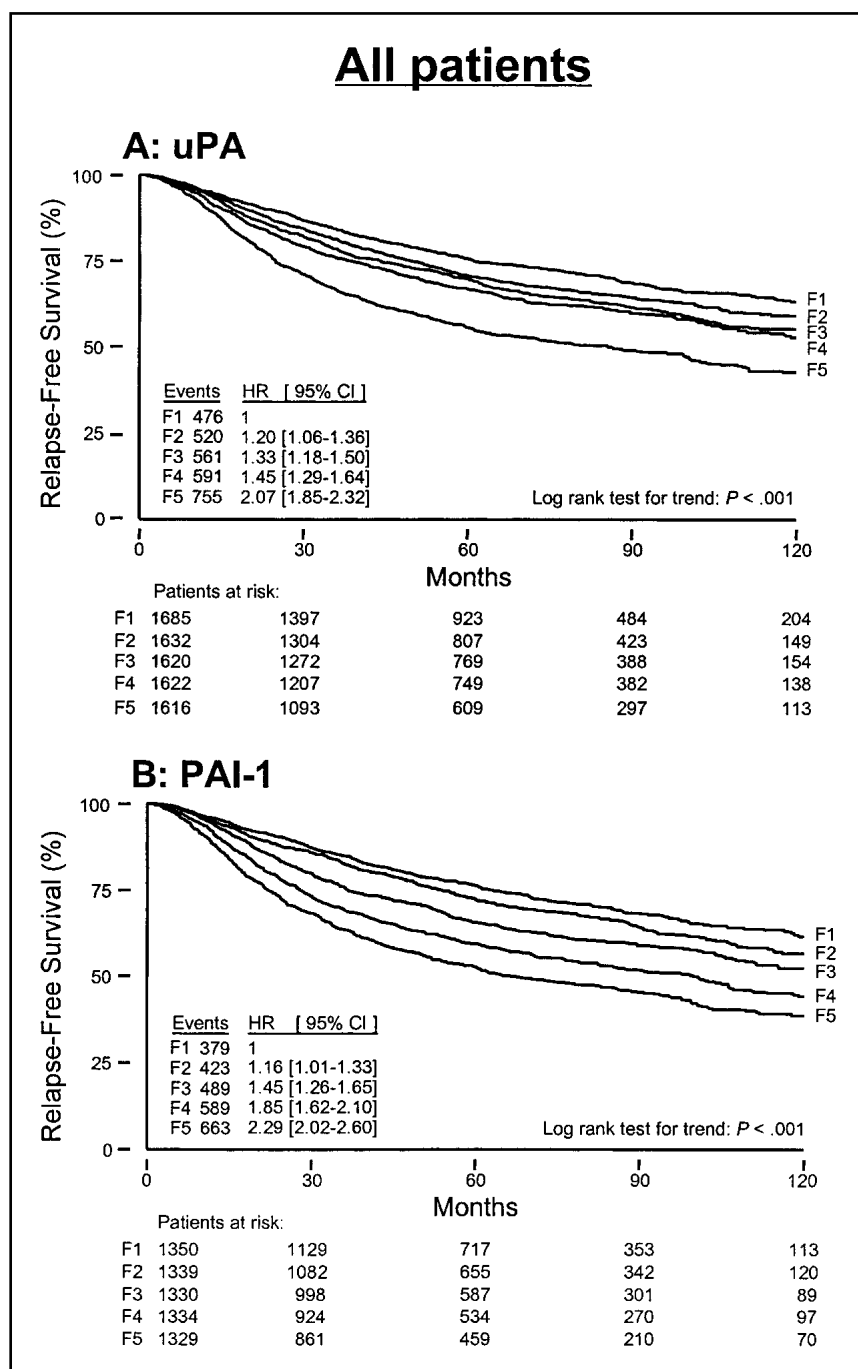 All patients
A: uPA
Relapse-Free Survival (%)
100
75
50
25
0
F1
F2
F3
F4
F5
Events HR [ 95% CI ]
F1 476 1
F2 520 1.20 [1.06-1.36]
F3 561 1.33 [1.18-1.50]
F4 591 1.45 [1.29-1.64]
F5 755 2.07 [1.85-2.32]
Log rank test for trend: P < .001
0 30 60 90 120
Months
Patients at risk:
F1 1685 1397 923 484 204
F2 1632 1304 807 423 149
F3 1620 1272 769 388 154
F4 1622 1207 749 382 138
F5 1616 1093 609 297 113
B: PAI-1
Relapse-Free Survival (%)
100
75
50
25
0
F1
F2
F3
F4
F5
Events HR [ 95% CI ]
F1 379 1
F2 423 1.16 [1.01-1.33]
F3 489 1.45 [1.26-1.65]
F4 589 1.85 [1.62-2.10]
F5 663 2.29 [2.02-2.60]
Log rank test for trend: P < .001
0 30 60 90 120
Months
Patients at risk:
F1 1350 1129 717 353 113
F2 1339 1082 655 342 120
F3 1330 998 587 301 89
F4 1334 924 534 270 97
F5 1329 861 459 210 70